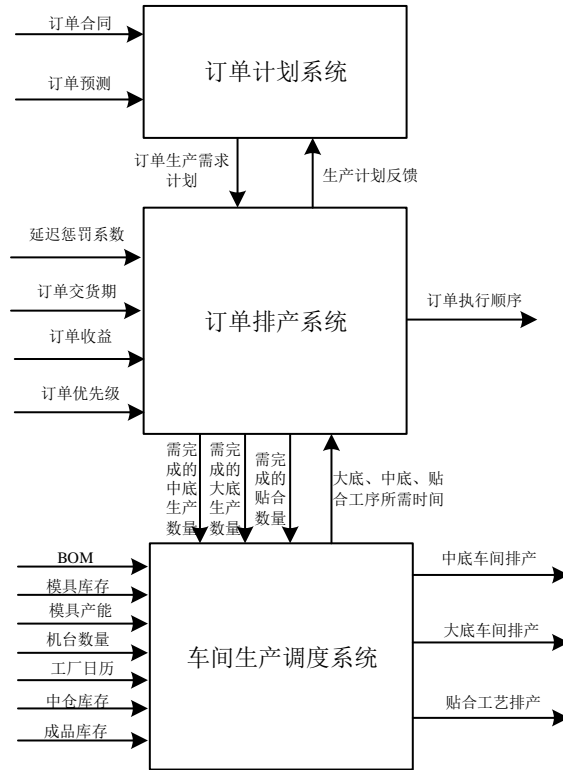 订单合同
订单预测
订单计划系统
订单生产需求
计划
生产计划反馈
延迟惩罚系数
订单交货期
订单收益
订单优先级
订单排产系统
订单执行顺序
需完
成的
中底
生产
数量
需完
成的
大底
生产
数量
需完
成的
贴合
数量
大底、中底、贴
合工序所需时间
BOM
模具库存
模具产能
机台数量
工厂日历
中仓库存
成品库存
车间生产调度系统
中底车间排产
大底车间排产
贴合工艺排产